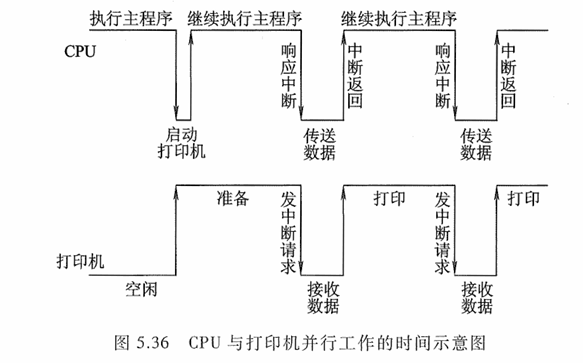 执行主程序 继续执行主程序 继续执行主程序
CPU
响应中断
中断返回
响应中断
中断返回
启动
打印机
传送
数据
传送
数据
准备
发中断请求
打印
发中断请求
打印
打印机
空闲
接收
数据
接收
数据
图 5.36 CPU 与打印机并行工作的时间示意图